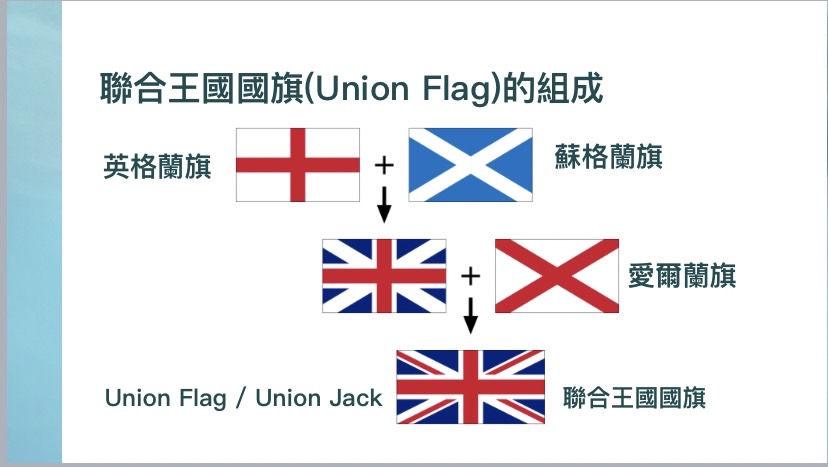 聯合王國國旗(Union Flag)的組成
英格蘭旗
+
蘇格蘭旗
+
愛爾蘭旗
Union Flag / Union Jack
聯合王國國旗